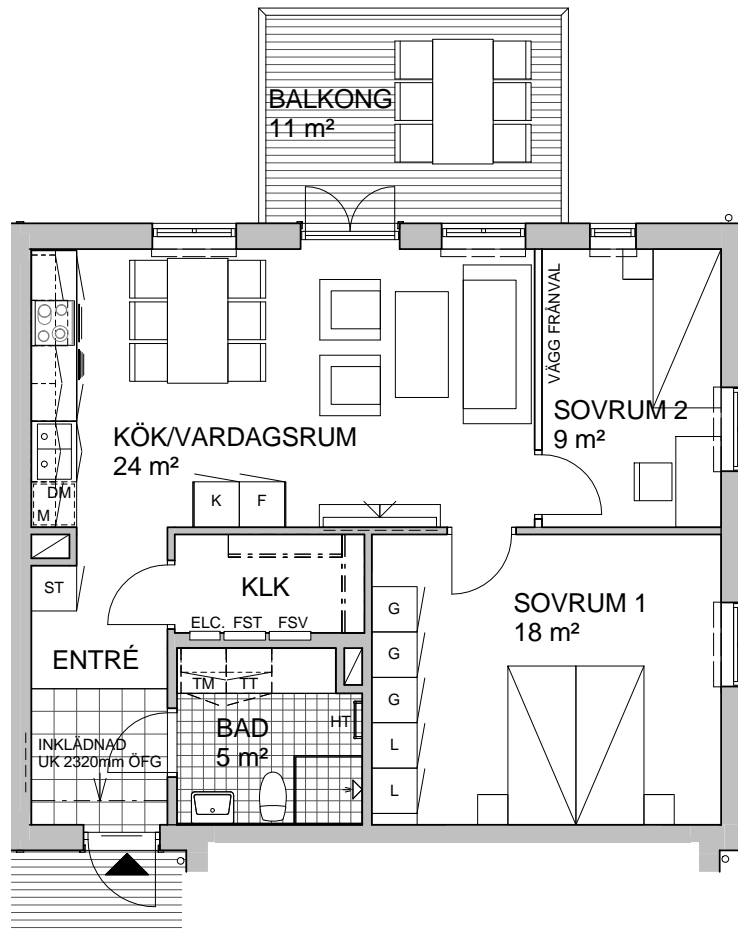 BALKONG
11 m²
VÄGG FRÅNVAL
SOVRUM 2
9 m²
KÖK/VARDAGSRUM
24 m²
DM
M
K
F
ST
KLK
ELC.
FST
FSV
ENTRÉ
SOVRUM 1
18 m²
G
G
G
L
L
TM
TT
HT
BAD
5 m²
INKLÄDNAD
UK 2320mm ÖFG